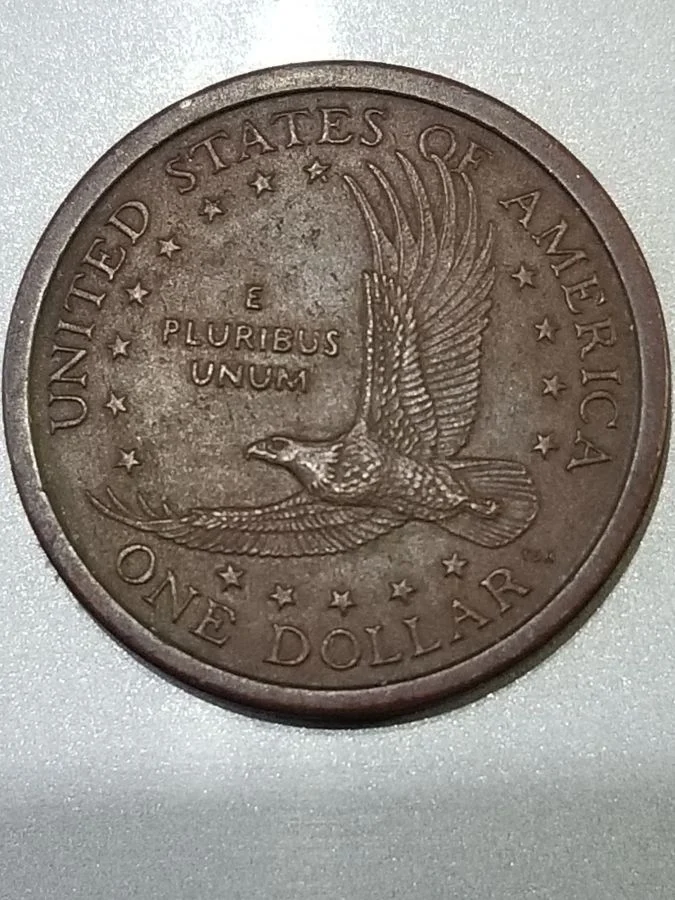 UNITED STATES OF AMERICA
E
PLURIBUS
UNUM
ONE DOLLAR